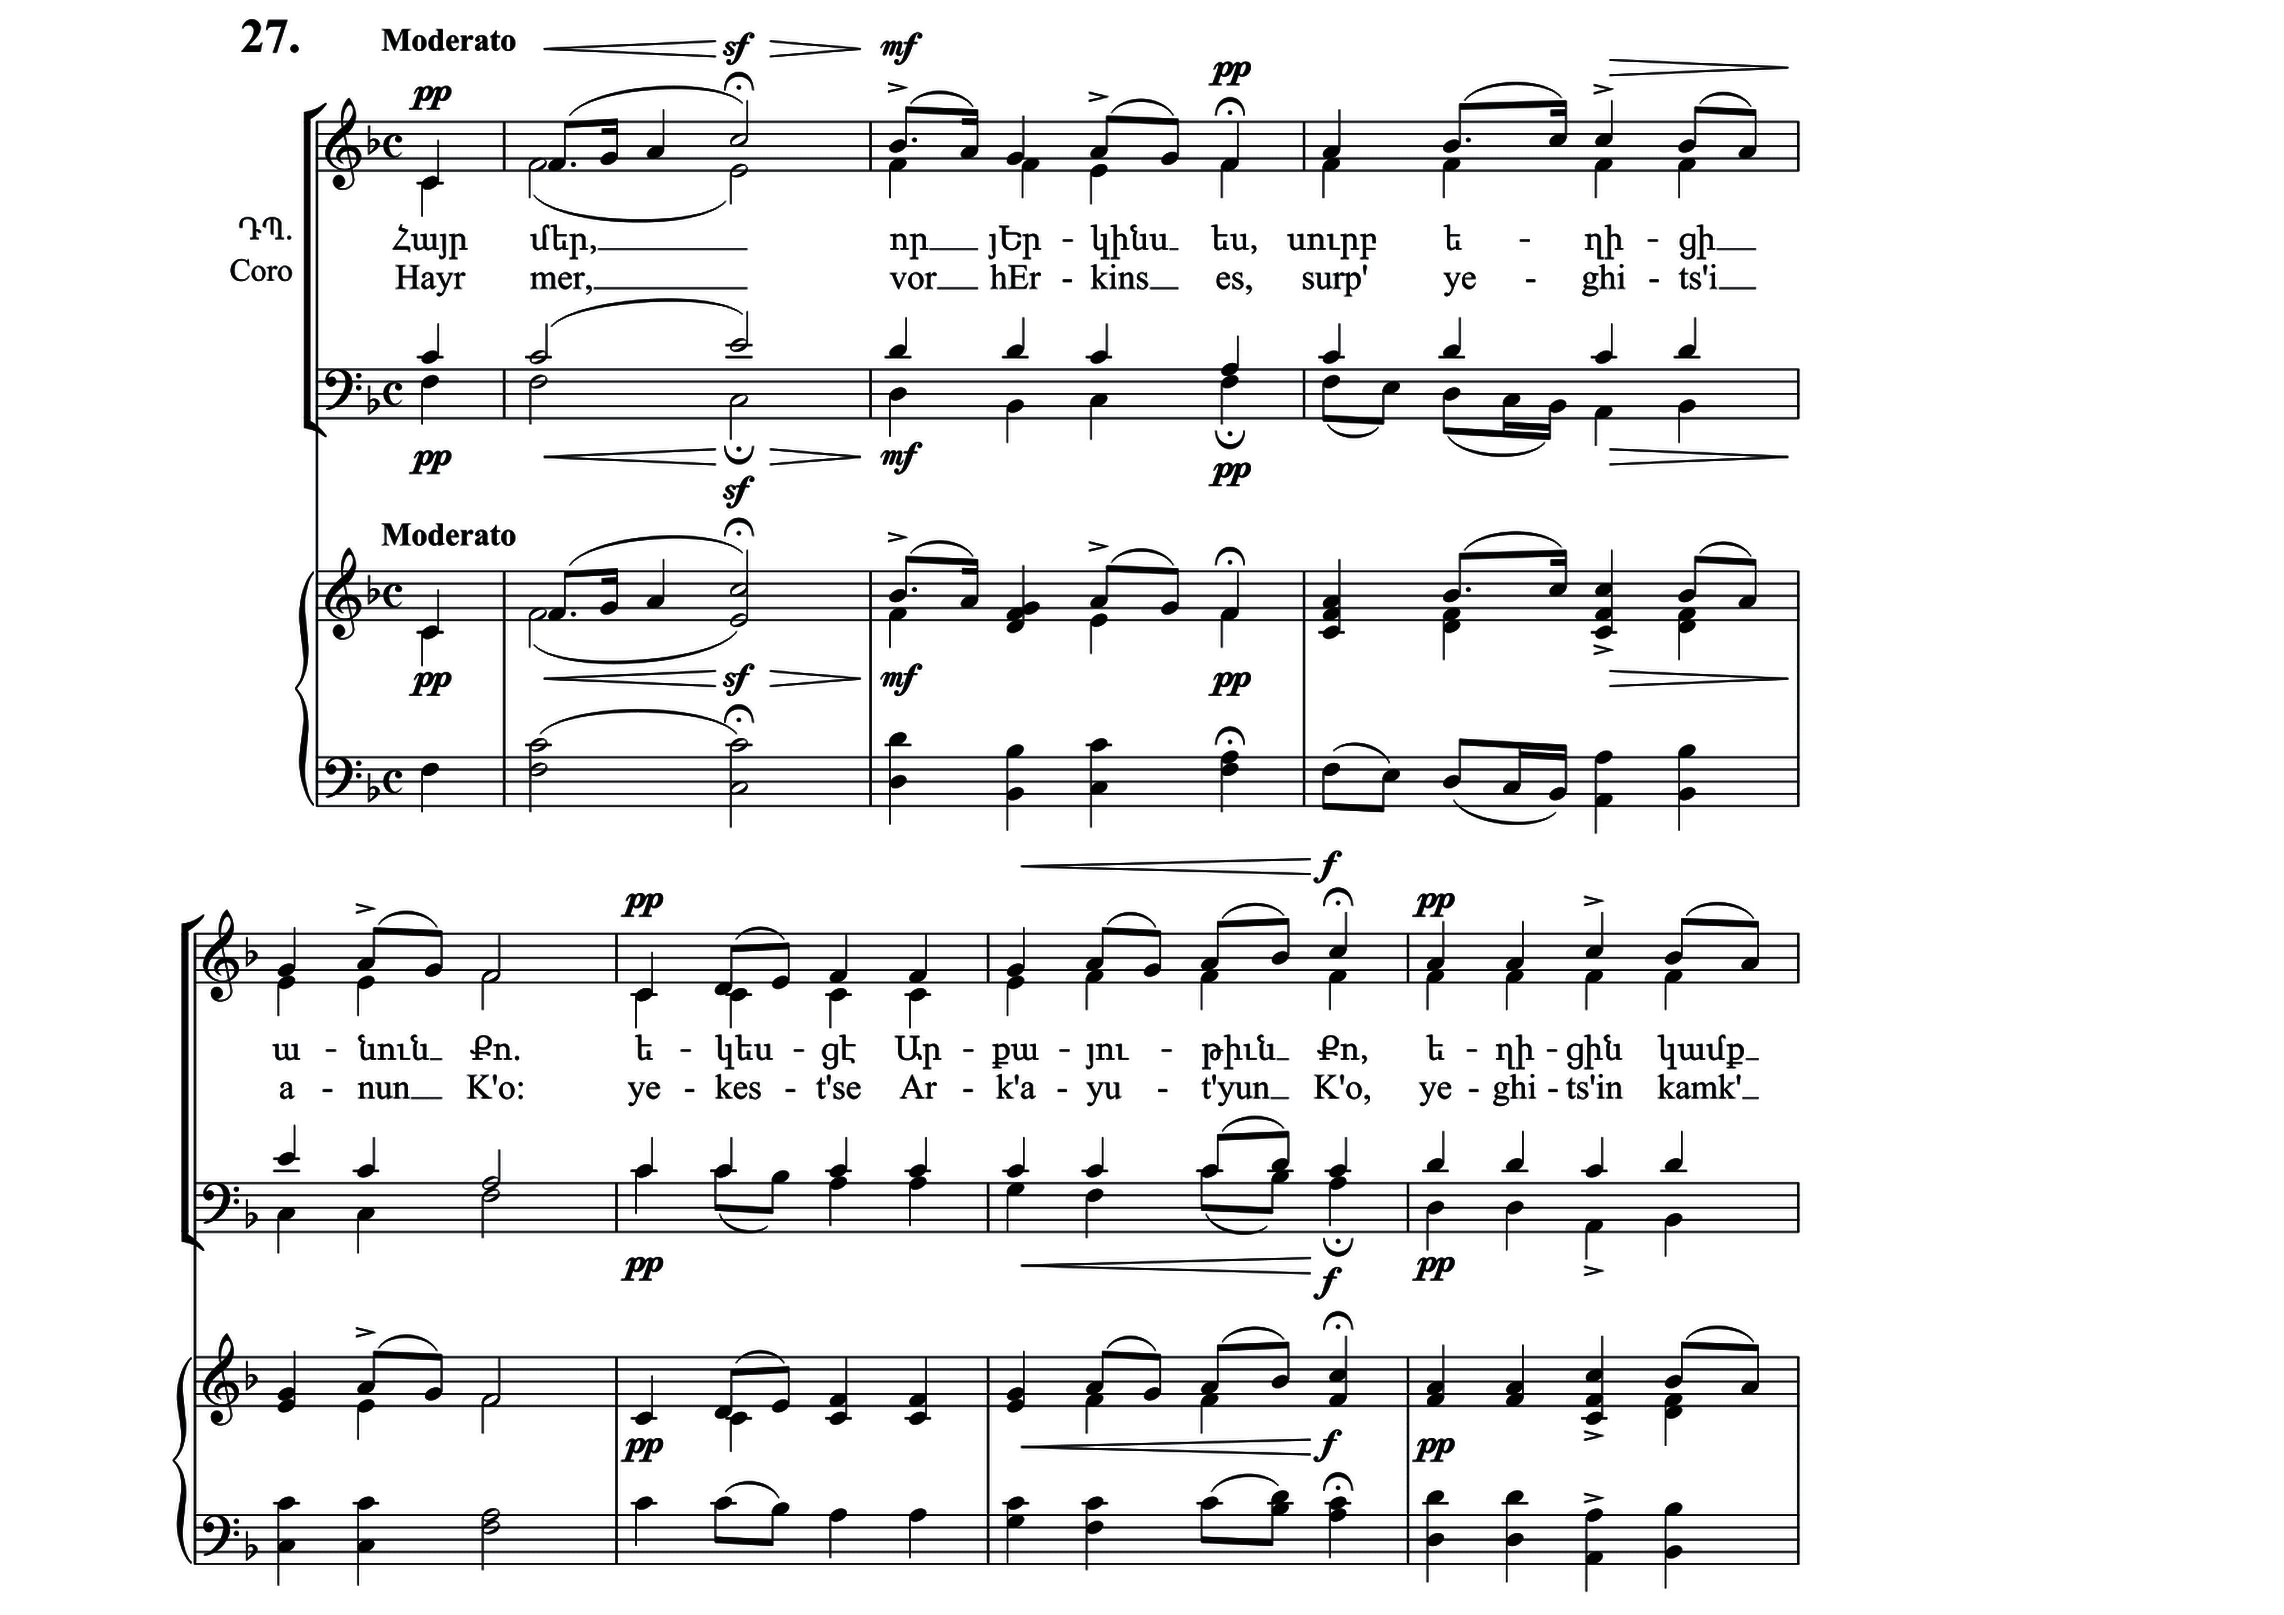 27.
Moderato sf mf
pp pp
ԴՊ.
Coro
Հայր մեր, որ յԵր - կինս ես, սուրբ ե - ղի - ցի
Hayr mer, vor hEr - kins es, surp' ye - ghi - ts'i
pp mf pp
sf
Moderato
pp sf mf pp
f
pp pp
ա - նուն Քո. ե - կես - ցէ Ար - քա - յու - թիւն Քո, ե - ղի - ցին կամք
a - nun K'o: ye - kes - t'se Ar - k'a - yu - t'yun K'o, ye - ghi - ts'in kamk'
pp f pp
pp f pp